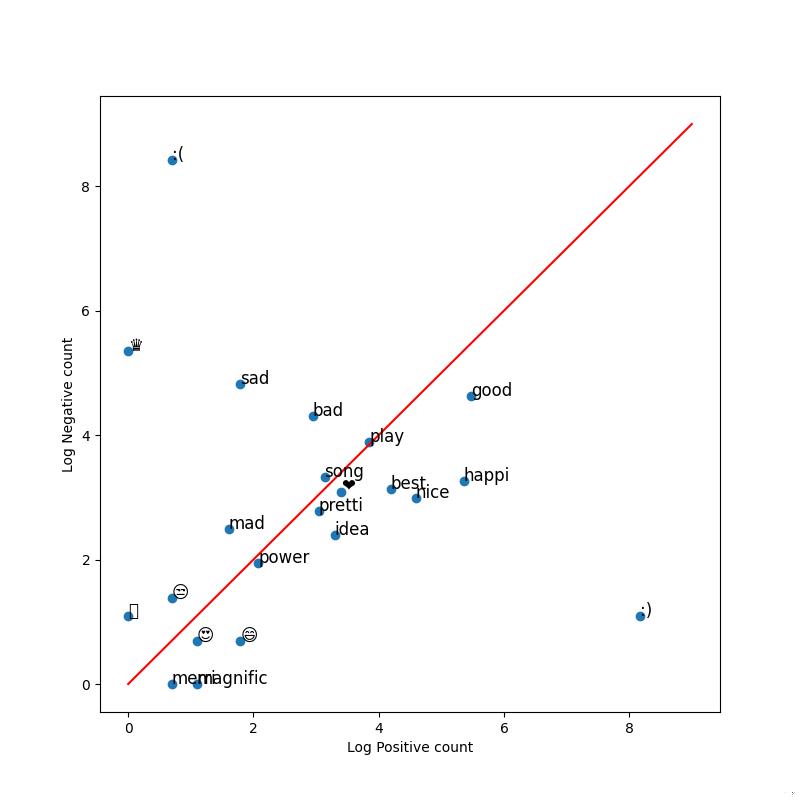 :(
8
♛
6
sad
good
bad
play
4
song
happi
best
❤
nice
pretti
mad
idea
power
2
😒
:)
😍
😄
merri
magnific
0
0 2 4 6 8
Log Positive count
Log Negative count